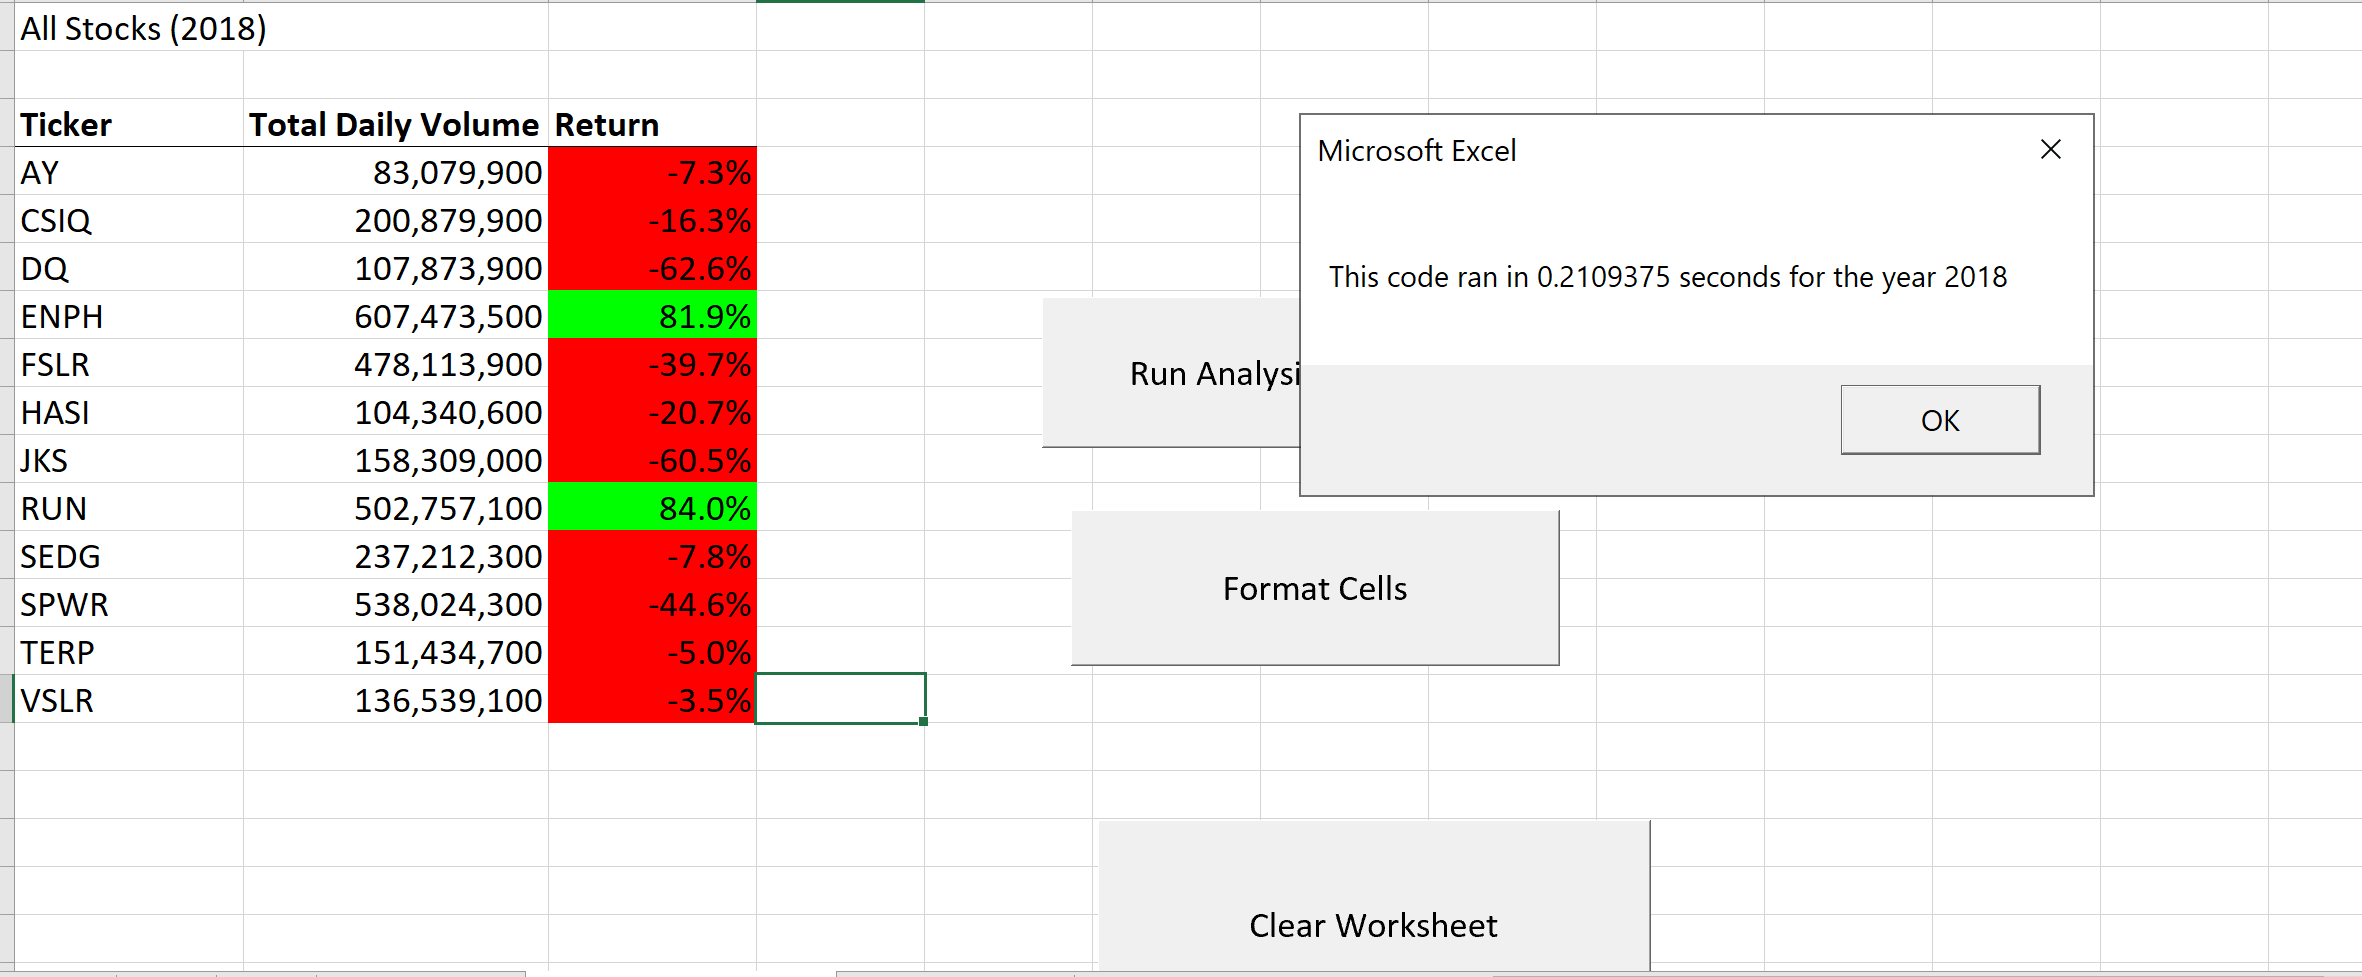 All Stocks (2018)
Ticker Total Daily Volume Return
AY 83,079,900 -7.3%
CSIQ 200,879,900 -16.3%
DQ 107,873,900 -62.6%
ENPH 607,473,500 81.9%
FSLR 478,113,900 -39.7%
HASI 104,340,600 -20.7%
JKS 158,309,000 -60.5%
RUN 502,757,100 84.0%
SEDG 237,212,300 -7.8%
SPWR 538,024,300 -44.6%
TERP 151,434,700 -5.0%
VSLR 136,539,100 -3.5%
Microsoft Excel
This code ran in 0.2109375 seconds for the year 2018
OK
Run Analysi
Format Cells
Clear Worksheet